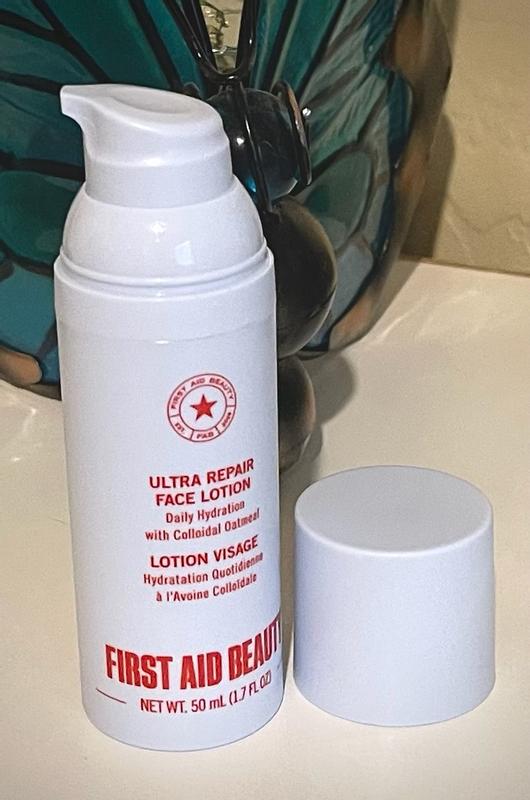 FIRST AID BEAUTY
EST. FAB 2009
ULTRA REPAIR
FACE LOTION
Daily Hydration
with Colloidal Oatmeal
LOTION VISAGE
Hydratation Quotidienne
à l'Avoine Colloïdale
FIRST AID BEAUTY
NET WT. 50 mL (1.7 FL OZ)